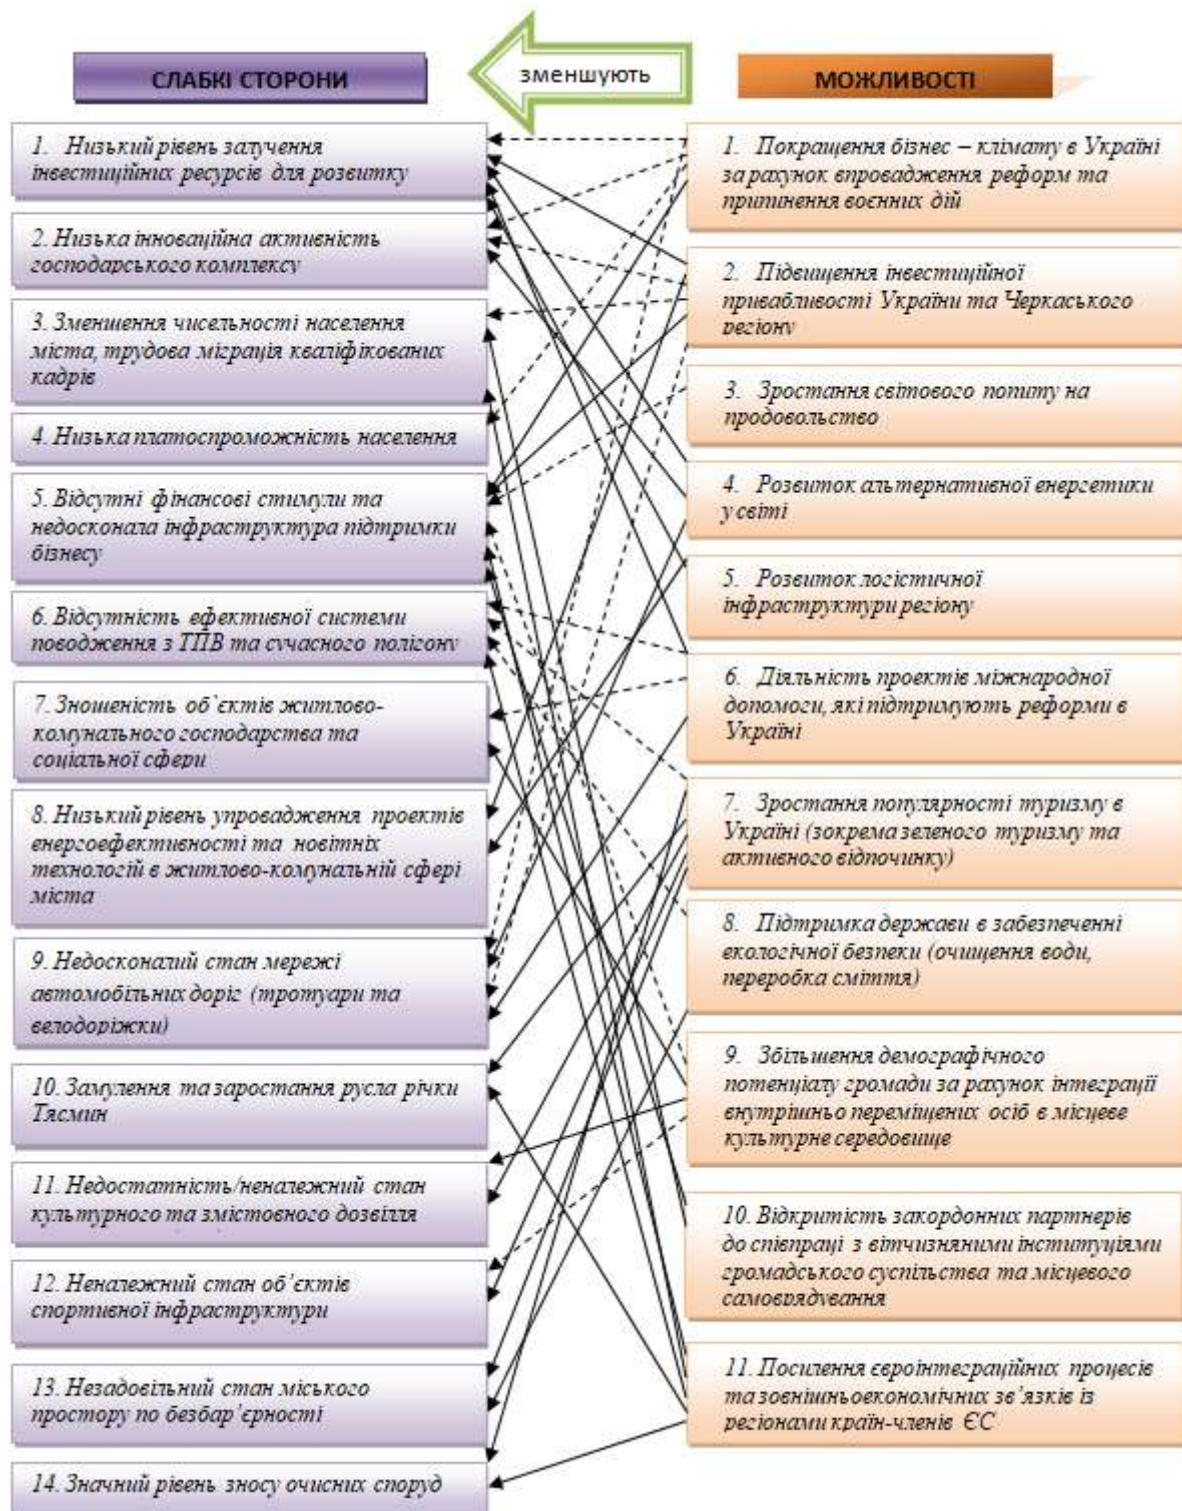 СЛАБКІ СТОРОНИ
зменшують
МОЖЛИВОСТІ
1. Низький рівень залучення
інвестиційних ресурсів для розвитку
2. Низька інноваційна активність
господарського комплексу
3. Зменшення чисельності населення
міста, трудова міграція кваліфікованих
кадрів
4. Низька платоспроможність населення
5. Відсутні фінансові стимули та
недосконала інфраструктура підтримки
бізнесу
6. Відсутність ефективної системи
поводження з ТПВ та сучасного полігону
7. Зношеність об`єктів житлово-
комунального господарства та
соціальної сфери
8. Низький рівень упровадження проектів
енергоефективності та новітніх
технологій в житлово-комунальній сфері
міста
9. Недосконалий стан мережі
автомобільних доріг (тротуари та
велодоріжки)
10. Замулення та заростання русла річки
Тясмин
11. Недостатність/неналежний стан
культурного та змістовного дозвілля
12. Неналежний стан об’єктів
спортивної інфраструктури
13. Незадовільний стан міського
простору по безбар’єрності
14. Значний рівень зносу очисних споруд
1. Покращення бізнес – клімату в Україні
за рахунок впровадження реформ та
припинення воєнних дій
2. Підвищення інвестиційної
привабливості України та Черкаського
регіону
3. Зростання світового попиту на
продовольство
4. Розвиток альтернативної енергетики
у світі
5. Розвиток логістичної
інфраструктури регіону
6. Діяльність проектів міжнародної
допомоги, які підтримують реформи в
Україні
7. Зростання популярності туризму в
Україні (зокрема зеленого туризму та
активного відпочинку)
8. Підтримка держави в забезпеченні
екологічної безпеки (очищення води,
переробка сміття)
9. Збільшення демографічного
потенціалу громади за рахунок інтеграції
внутрішньо переміщених осіб в місцеве
культурне середовище
10. Відкритість закордонних партнерів
до співпраці з вітчизняними інституціями
громадського суспільства та місцевого
самоврядування
11. Посилення євроінтеграційних процесів
та зовнішньоекономічних зв’язків із
регіонами країн-членів ЄС